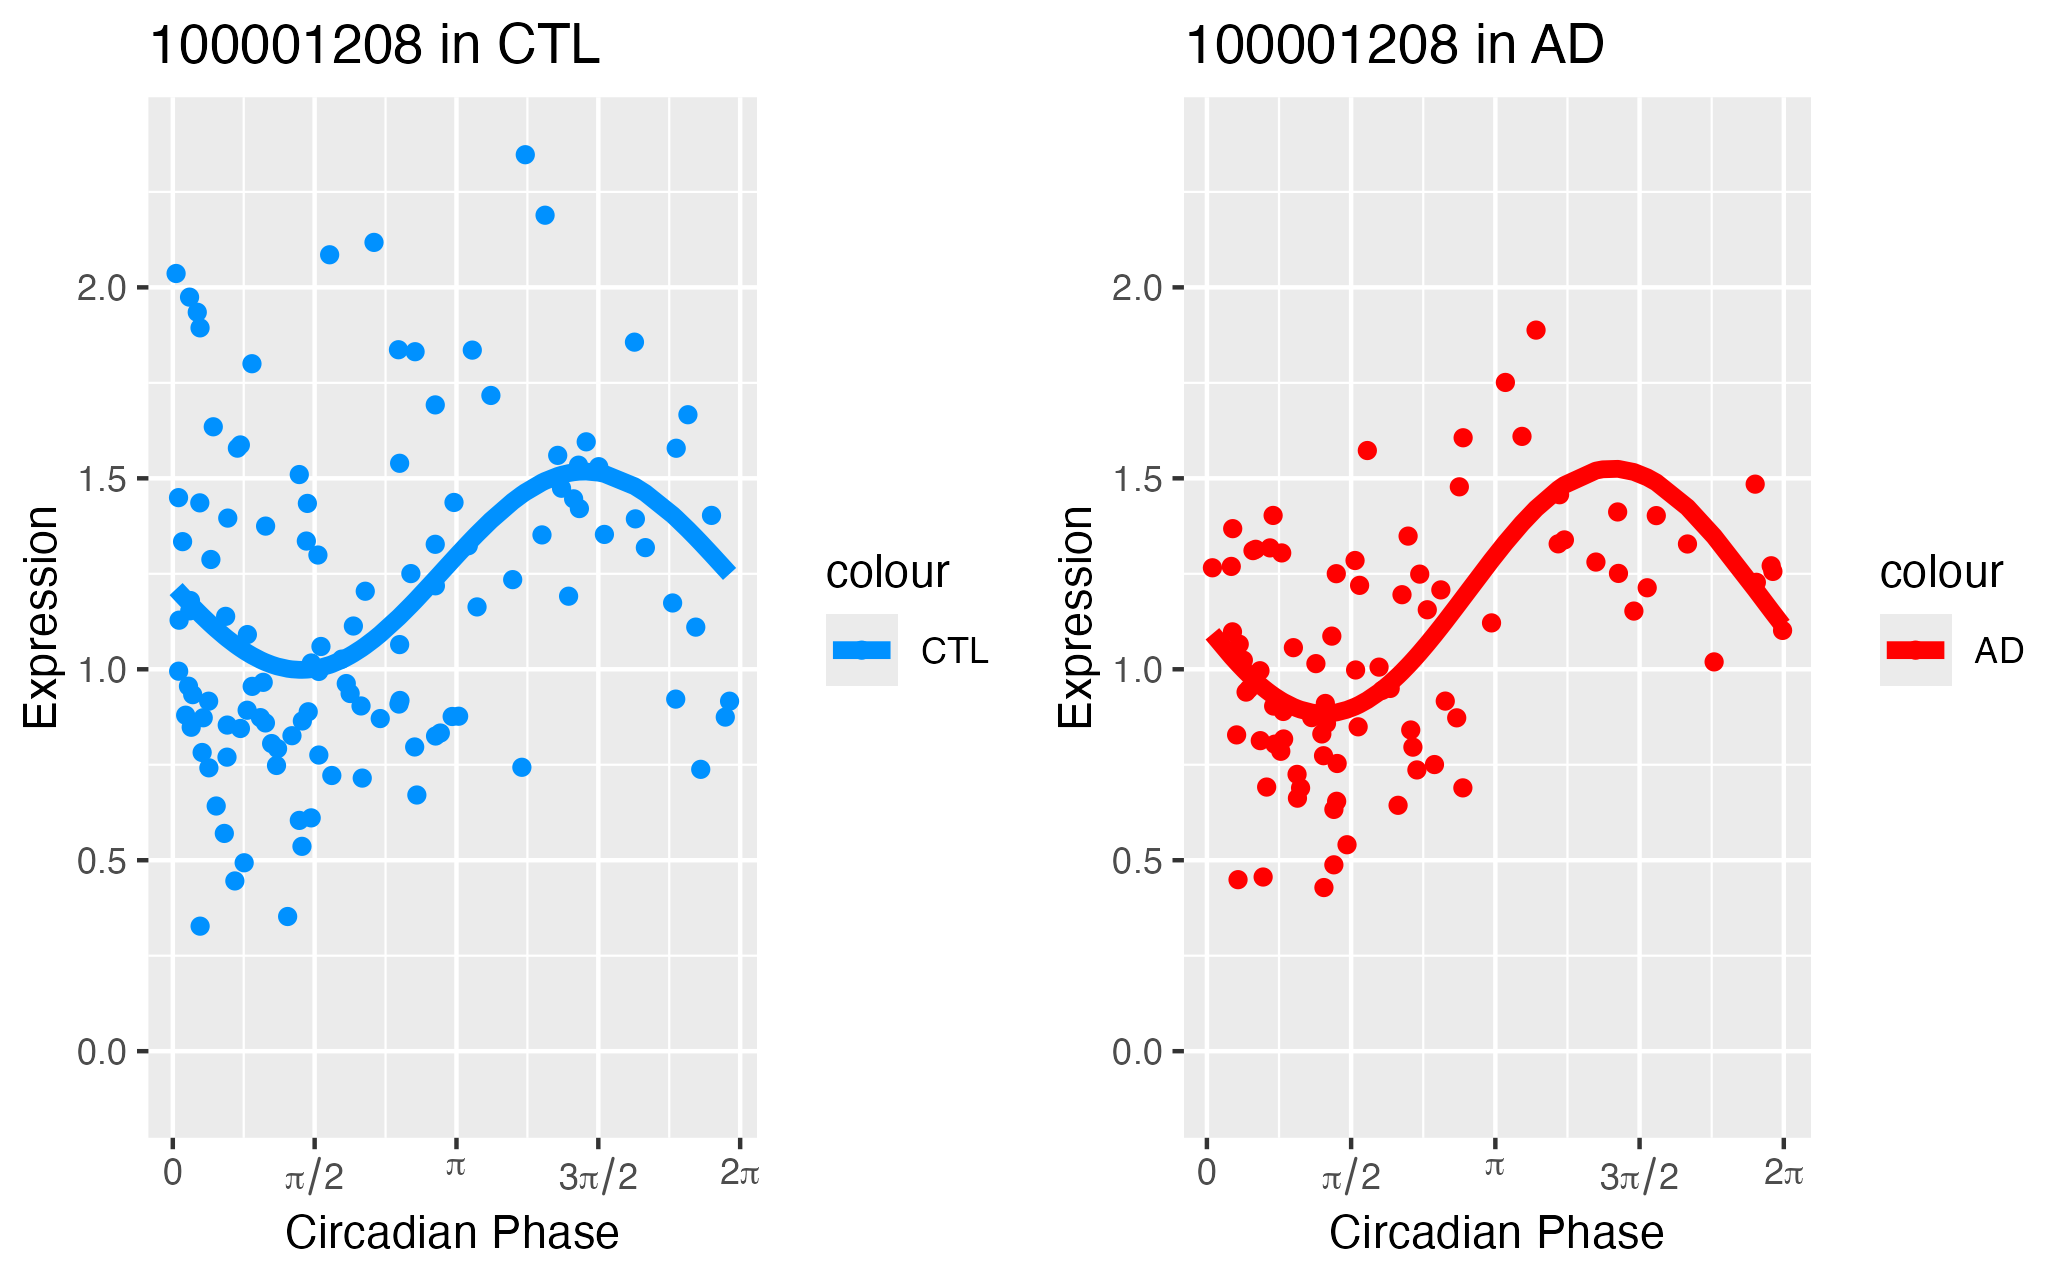 100001208 in CTL
Expression
2.0
1.5
1.0
0.5
0.0
0
π/2
π
3π/2
2π
Circadian Phase
colour
CTL
100001208 in AD
Expression
2.0
1.5
1.0
0.5
0.0
0
π/2
π
3π/2
2π
Circadian Phase
colour
AD